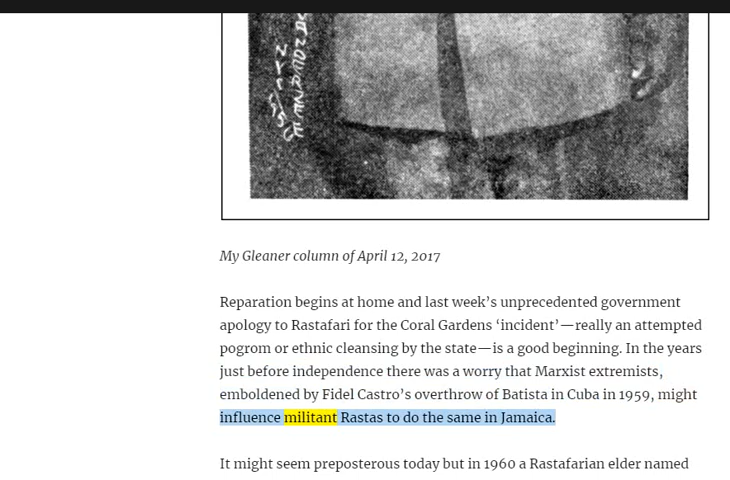 My Gleaner column of April 12, 2017
Reparation begins at home and last week’s unprecedented government
apology to Rastafari for the Coral Gardens ‘incident’—really an attempted
pogrom or ethnic cleansing by the state—is a good beginning. In the years
just before independence there was a worry that Marxist extremists,
emboldened by Fidel Castro’s overthrow of Batista in Cuba in 1959, might
influence militant Rastas to do the same in Jamaica.
It might seem preposterous today but in 1960 a Rastafarian elder named